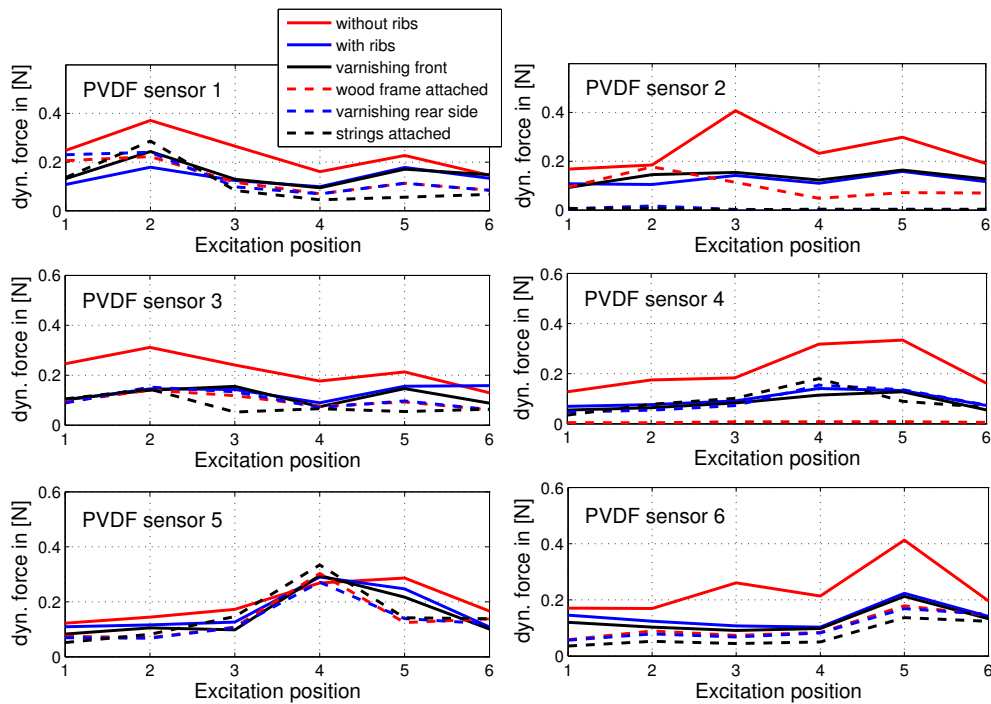 without ribs
with ribs
varnishing front
wood frame attached
varnishing rear side
strings attached
PVDF sensor 1
dyn. force in [N]
0.4
0.2
0
1 2 3 4 5 6
Excitation position
PVDF sensor 2
dyn. force in [N]
0.4
0.2
0
1 2 3 4 5 6
Excitation position
PVDF sensor 3
dyn. force in [N]
0.6
0.4
0.2
0
1 2 3 4 5 6
Excitation position
PVDF sensor 4
dyn. force in [N]
0.6
0.4
0.2
0
1 2 3 4 5 6
Excitation position
PVDF sensor 5
dyn. force in [N]
0.6
0.4
0.2
0
1 2 3 4 5 6
Excitation position
PVDF sensor 6
dyn. force in [N]
0.6
0.4
0.2
0
1 2 3 4 5 6
Excitation position